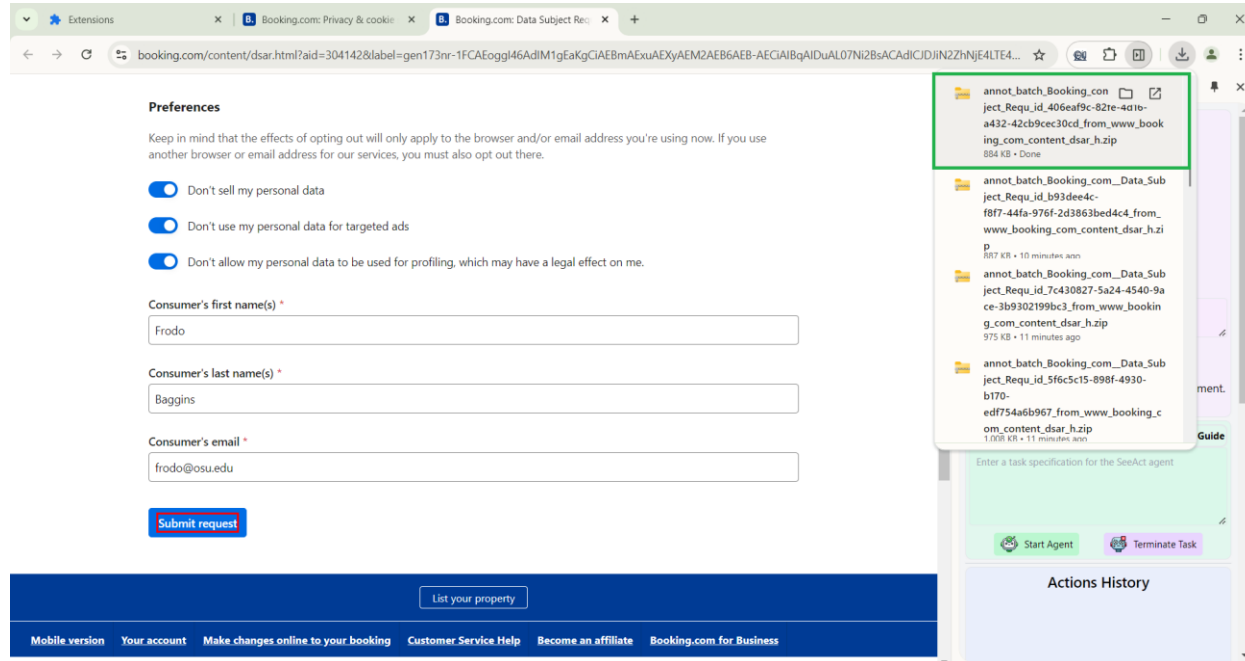 Extensions
Booking.com: Privacy & cookie
Booking.com: Data Subject Req
booking.com/content/dsar.html?aid=304142&label=gen173nr-1FCAEoggI46AdIM1gEaKgCiAEBmAExuAEXyAEM2AEB6AEB-AECiAIBqAIDuAL07Ni2BsACAdICJDJiN2ZhNjE4LTE4...
Preferences
Keep in mind that the effects of opting out will only apply to the browser and/or email address you're using now. If you use
another browser or email address for our services, you must also opt out there.
Don't sell my personal data
Don't use my personal data for targeted ads
Don't allow my personal data to be used for profiling, which may have a legal effect on me.
Consumer's first name(s) *
Frodo
Consumer's last name(s) *
Baggins
Consumer's email *
frodo@osu.edu
Submit request
List your property
Mobile version Your account Make changes online to your booking Customer Service Help Become an affiliate Booking.com for Business
annot_batch_Booking_con
ject_Requ_id_406eaf9c-82fe-4d16-
a432-42cb9cec30cd_from_www_book
ing_com_content_dsar_h.zip
884 KB • Done
annot_batch_Booking_com__Data_Sub
ject_Requ_id_b93dee4c-
f8f7-44fa-976f-2d3863bed4c4_from_
www_booking_com_content_dsar_h.zi
p
887 KB • 10 minutes ago
annot_batch_Booking_com__Data_Sub
ject_Requ_id_7c430827-5a24-4540-9a
ce-3b9302199bc3_from_www_bookin
g_com_content_dsar_h.zip
975 KB • 11 minutes ago
annot_batch_Booking_com__Data_Sub
ject_Requ_id_5f6c5c15-898f-4930-
b170-
edf754a6b967_from_www_booking_c
om_content_dsar_h.zip
1,008 KB • 11 minutes ago
ment.
Guide
Enter a task specification for the SeeAct agent
Start Agent
Terminate Task
Actions History